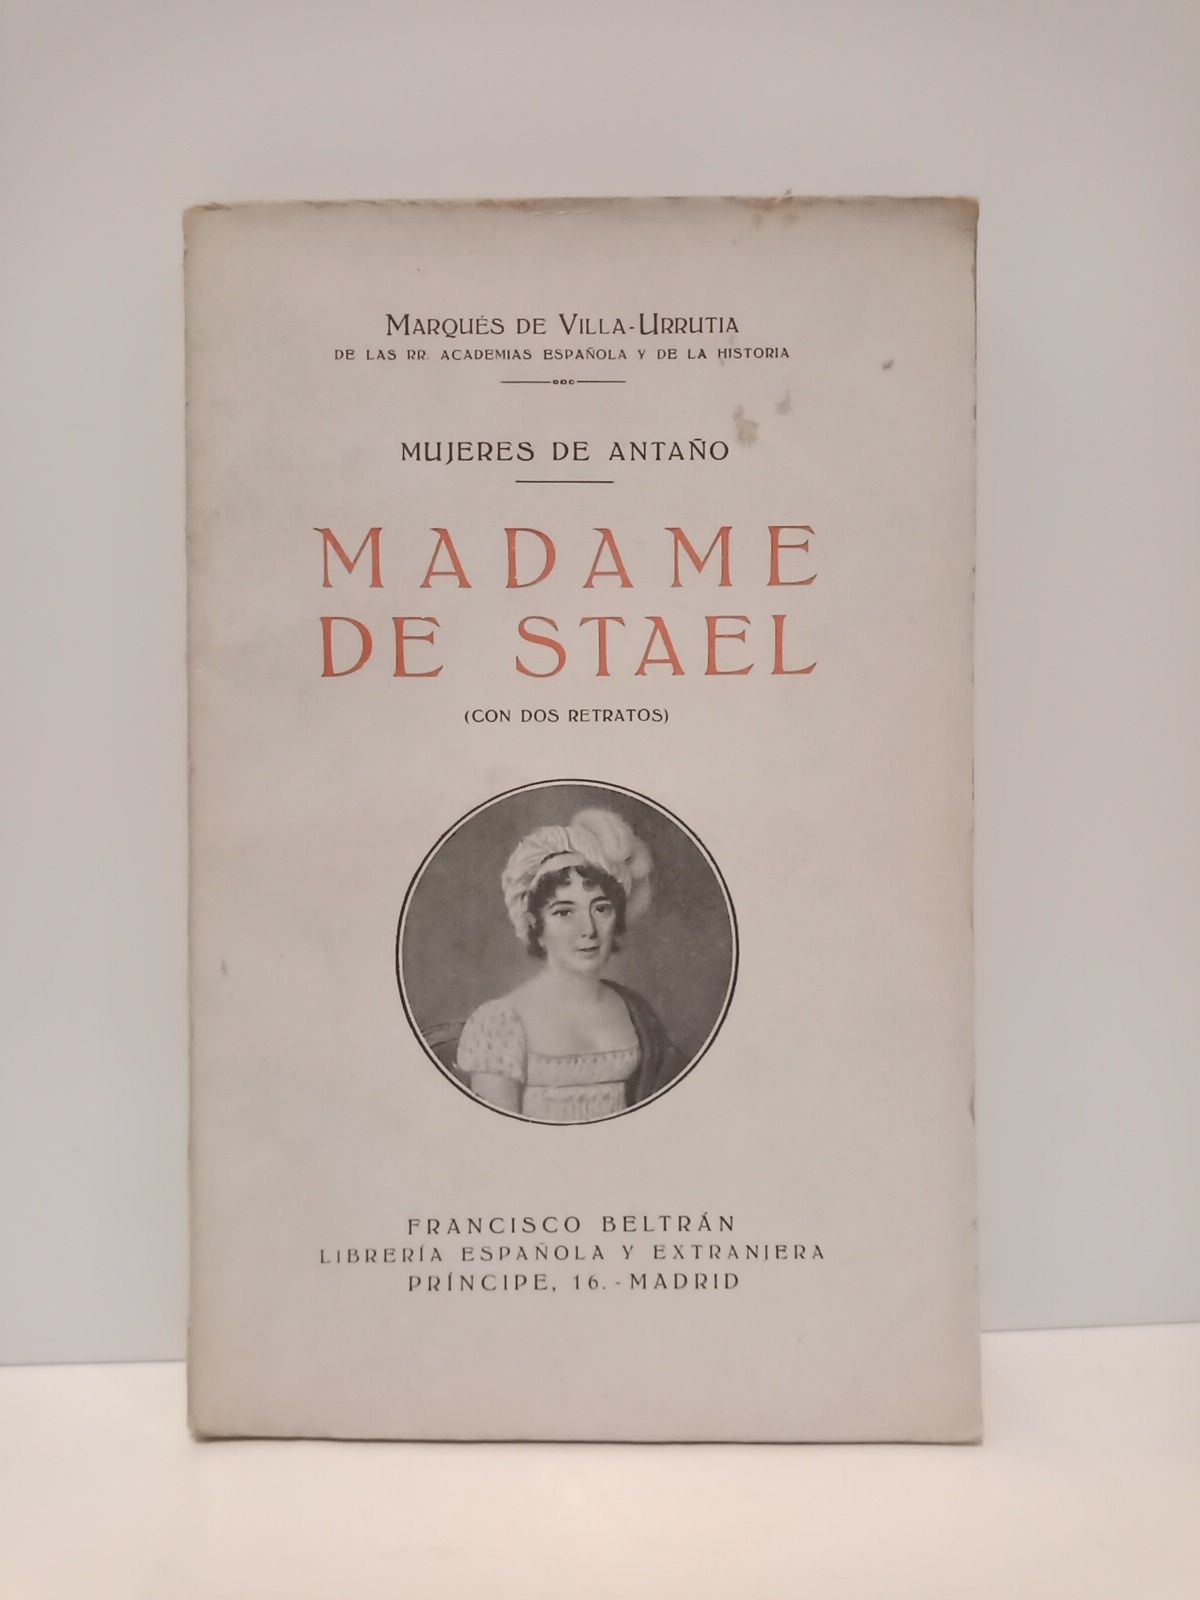 Marqués de Villa-Urrutia
DE LAS RR. ACADEMIAS ESPAÑOLA Y DE LA HISTORIA
MUJERES DE ANTAÑO
MADAME
DE STAEL
(CON DOS RETRATOS)
FRANCISCO BELTRÁN
LIBRERÍA ESPAÑOLA Y EXTRANJERA
PRÍNCIPE, 16.-MADRID